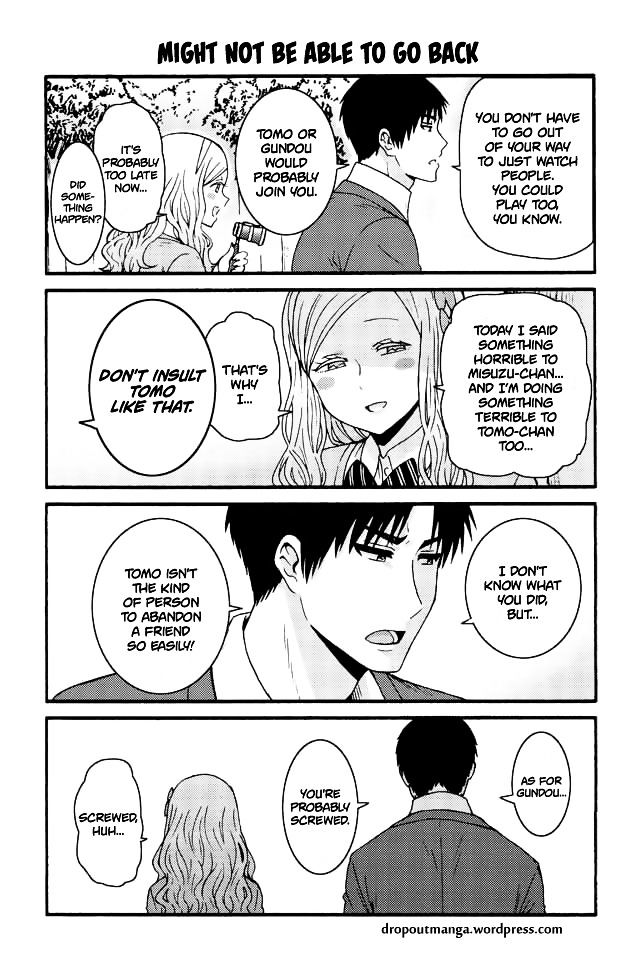 MIGHT NOT BE ABLE TO GO BACK
YOU DON'T HAVE
TO GO OUT
OF YOUR WAY
TO JUST WATCH
PEOPLE.
YOU COULD
PLAY TOO,
YOU KNOW.
TOMO OR
GUNDOU
WOULD
PROBABLY
JOIN YOU.
IT'S
PROBABLY
TOO LATE
NOW...
DID
SOME-
THING
HAPPEN?
TODAY I SAID
SOMETHING
HORRIBLE TO
MISUZU-CHAN...
AND I'M DOING
SOMETHING
TERRIBLE TO
TOMO-CHAN
TOO...
THAT'S
WHY
I...
DON'T INSULT
TOMO
LIKE THAT.
I DON'T
KNOW WHAT
YOU DID,
BUT...
TOMO ISN'T
THE KIND
OF PERSON
TO ABANDON
A FRIEND
SO EASILY!
AS FOR
GUNDOU...
YOU'RE
PROBABLY
SCREWED.
SCREWED,
HUH...
dropoutmanga.wordpress.com